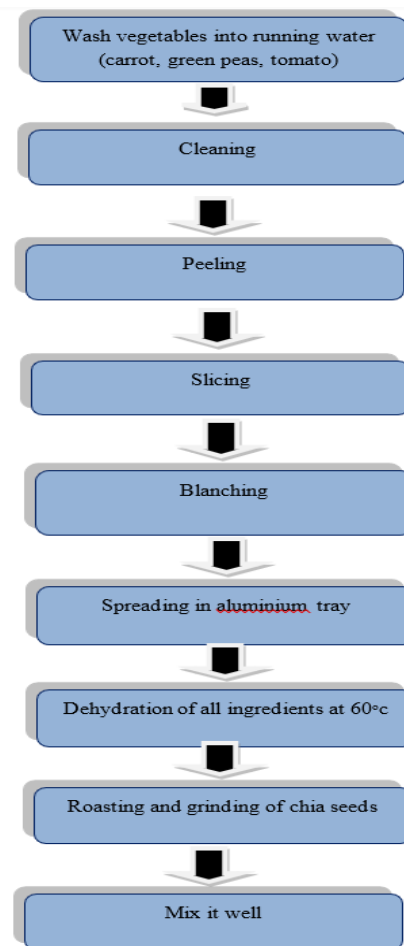 Wash vegetables into running water
(carrot, green peas, tomato)
Cleaning
Peeling
Slicing
Blanching
Spreading in aluminium tray
Dehydration of all ingredients at 60°c
Roasting and grinding of chia seeds
Mix it well